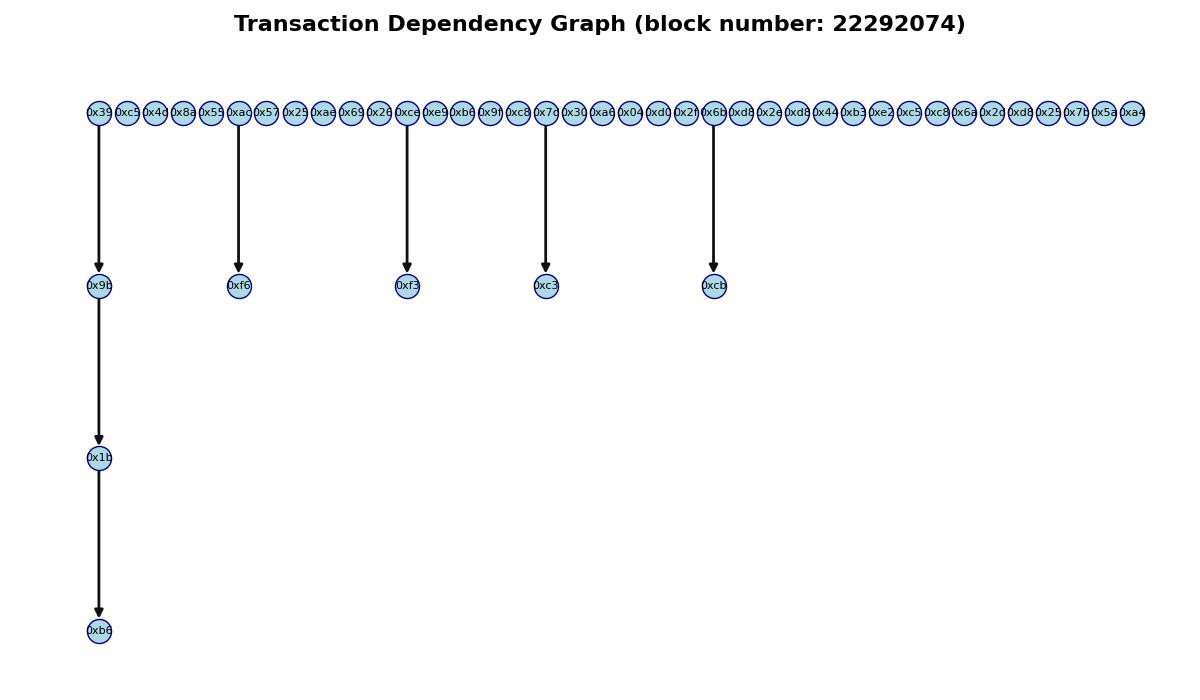 Transaction Dependency Graph (block number: 22292074)
0x39 0xc5 0x4d 0x8a 0x55 0xac 0x57 0x25 0xae 0x69 0x26 0xce 0xe9 0xb6 0x9f 0xc8 0x7d 0x30 0xa6 0x04 0xd0 0x2f 0x6b 0xd8 0x2e 0xd8 0x44 0xb3 0xe2 0xc5 0xc8 0x6a 0x2d 0xd8 0x25 0x7b 0x5a 0xa4
0x9b 0xf6 0xf3 0xc3 0xcb
0x1b
0xb6